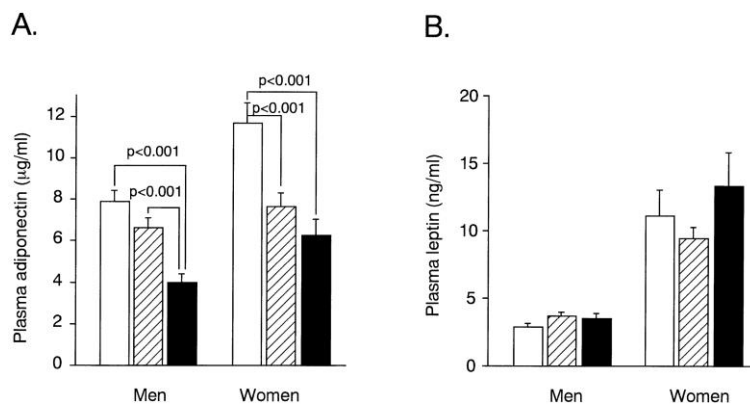 A.
Plasma adiponectin (μg/ml)
12
10
8
6
4
2
0
p<0.001
p<0.001
p<0.001
p<0.001
Men
Women
B.
Plasma leptin (ng/ml)
20
15
10
5
0
Men
Women